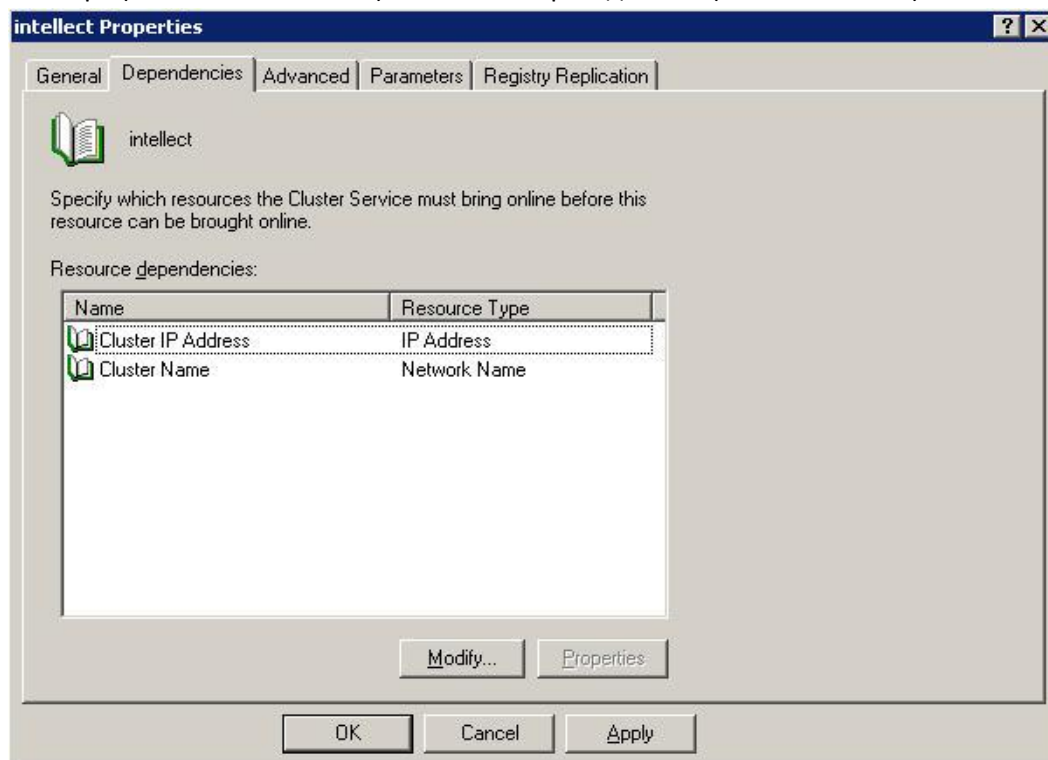 intellect Properties
General Dependencies Advanced Parameters Registry Replication
intellect
Specify which resources the Cluster Service must bring online before this
resource can be brought online.
Resource dependencies:
Name Resource Type
Cluster IP Address IP Address
Cluster Name Network Name
Modify... Properties
OK Cancel Apply